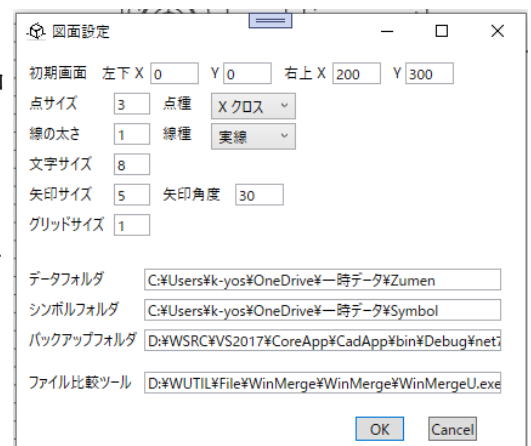 図面設定
初期画面 左下 X 0 Y 0 右上 X 200 Y 300
点サイズ 3 点種 X クロス
線の太さ 1 線種 実線
文字サイズ 8
矢印サイズ 5 矢印角度 30
グリッドサイズ 1
データフォルダ C:¥Users¥k-yos¥OneDrive¥一時データ¥Zumen
シンボルフォルダ C:¥Users¥k-yos¥OneDrive¥一時データ¥Symbol
バックアップフォルダ D:¥WSRC¥VS2017¥CoreApp¥CadApp¥bin¥Debug¥net7
ファイル比較ツール D:¥WUTIL¥File¥WinMerge¥WinMerge¥WinMergeU.exe
OK Cancel